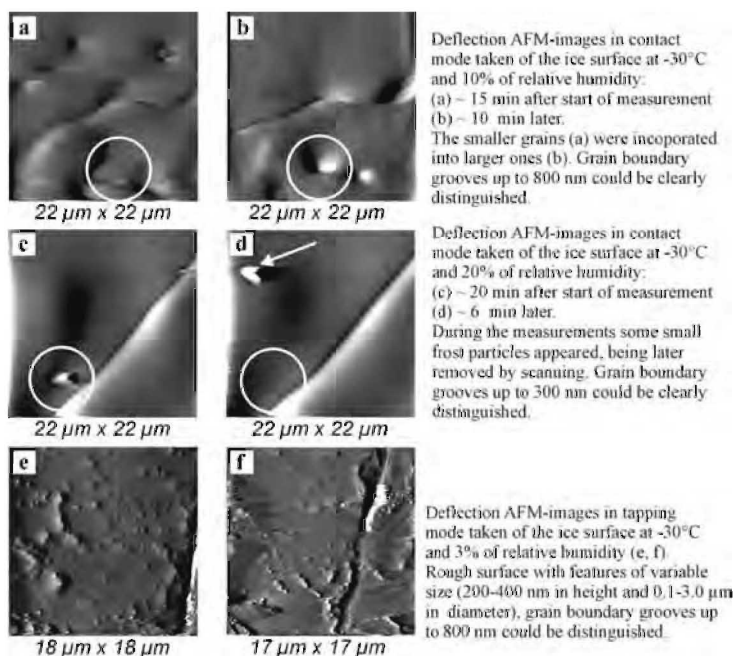 a
b
22 µm x 22 µm
22 µm x 22 µm
Deflection AFM-images in contact
mode taken of the ice surface at -30°C
and 10% of relative humidity:
(a) ~ 15 min after start of measurement
(b) ~ 10 min later.
The smaller grains (a) were incoporated
into larger ones (b). Grain boundary
grooves up to 800 nm could be clearly
distinguished.
c
d
22 µm x 22 µm
22 µm x 22 µm
Deflection AFM-images in contact
mode taken of the ice surface at -30°C
and 20% of relative humidity:
(c) ~ 20 min after start of measurement
(d) ~ 6 min later.
During the measurements some small
frost particles appeared, being later
removed by scanning. Grain boundary
grooves up to 300 nm could be clearly
distinguished.
e
f
18 µm x 18 µm
17 µm x 17 µm
Deflection AFM-images in tapping
mode taken of the ice surface at -30°C
and 3% of relative humidity (e, f)
Rough surface with features of variable
size (200-400 nm in height and 0.1-3.0 µm
in diameter), grain boundary grooves up
to 800 nm could be distinguished.